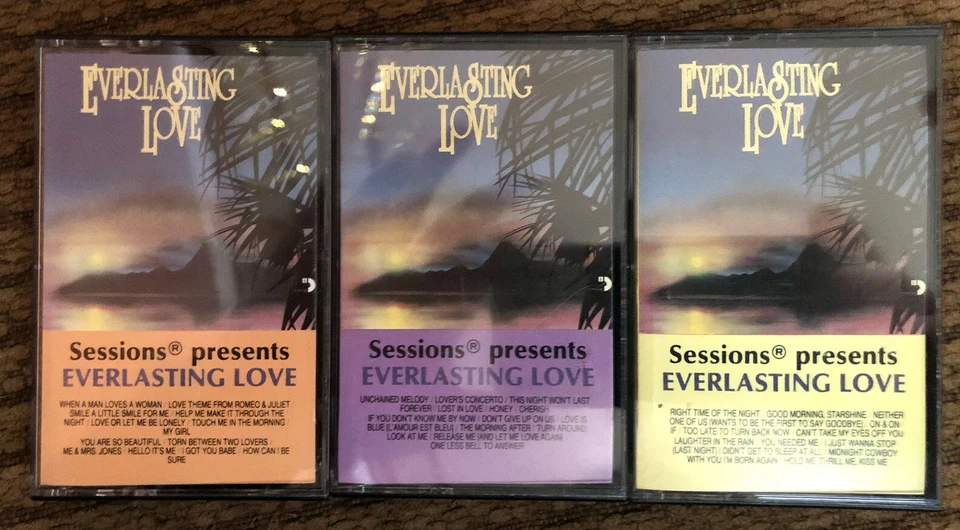 EVERLASTING
LOVE
Sessions® presents
EVERLASTING LOVE
WHEN A MAN LOVES A WOMAN / LOVE THEME FROM ROMEO & JULIET
SMILE A LITTLE SMILE FOR ME / HELP ME MAKE IT THROUGH THE
NIGHT / LOVE OR LET ME BE LONELY / TOUCH ME IN THE MORNING /
MY GIRL
YOU ARE SO BEAUTIFUL / TORN BETWEEN TWO LOVERS
ME & MRS JONES / HELLO IT'S ME / I GOT YOU BABE / HOW CAN I BE
SURE
EVERLASTING
LOVE
Sessions® presents
EVERLASTING LOVE
UNCHAINED MELODY / LOVER'S CONCERTO / THIS NIGHT WON'T LAST
FOREVER / LOST IN LOVE / HONEY / CHERISH
IF YOU DON'T KNOW ME BY NOW / DON'T GIVE UP ON US / LOVE IS
BLUE (L'AMOUR EST BLEU) / THE MORNING AFTER / TURN AROUND
LOOK AT ME / RELEASE ME (AND LET ME LOVE AGAIN)
ONE LESS BELL TO ANSWER
EVERLASTING
LOVE
Sessions® presents
EVERLASTING LOVE
RIGHT TIME OF THE NIGHT / GOOD MORNING, STARSHINE / NEITHER
ONE OF US (WANTS TO BE THE FIRST TO SAY GOODBYE) / ON & ON
IF / TOO LATE TO TURN BACK NOW / CAN'T TAKE MY EYES OFF YOU
LAUGHTER IN THE RAIN / YOU NEEDED ME / I JUST WANNA STOP
(LAST NIGHT) I DIDN'T GET TO SLEEP AT ALL / MIDNIGHT COWBOY
WITH YOU I'M BORN AGAIN / HOLD ME, THRILL ME, KISS ME